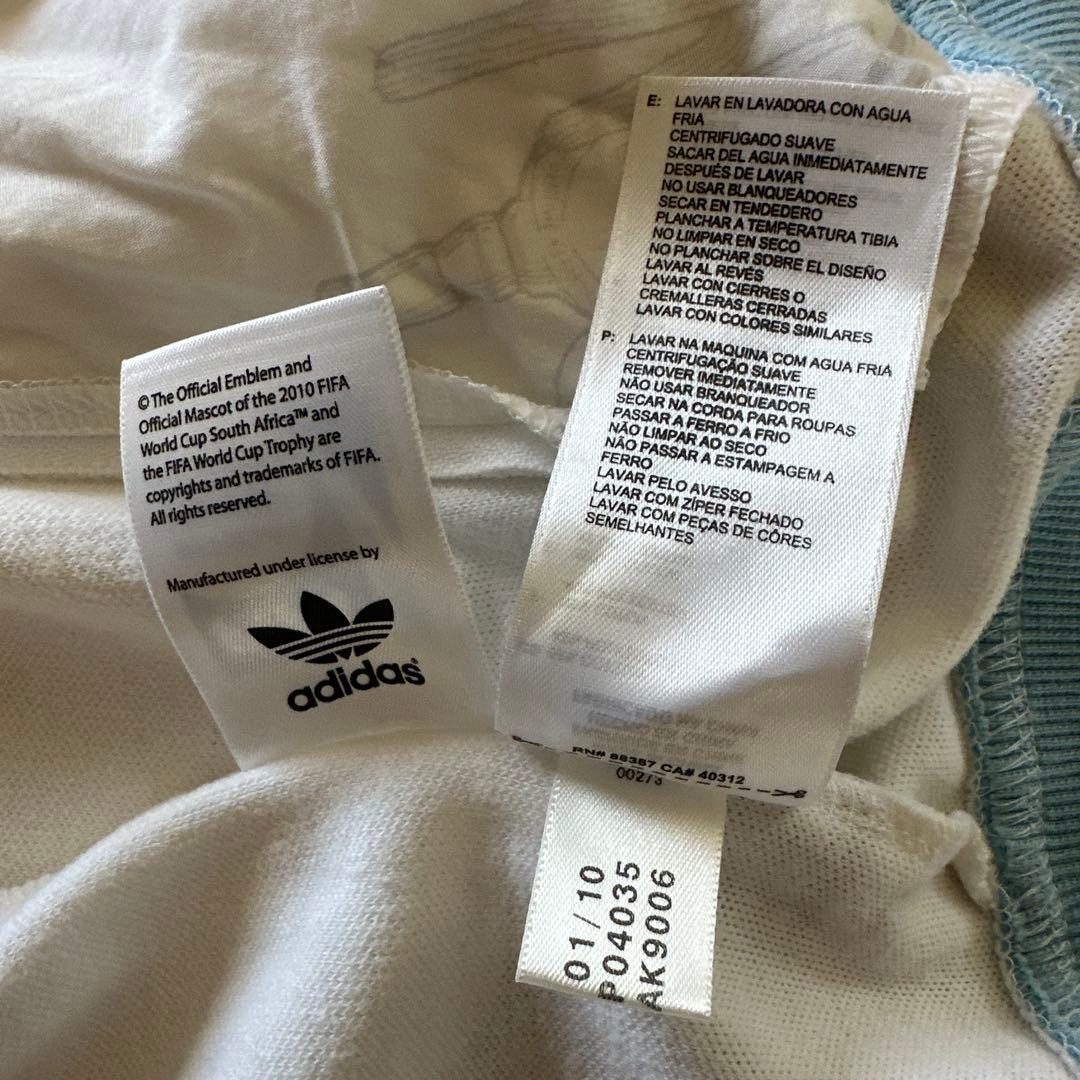 © The Official Emblem and
Official Mascot of the 2010 FIFA
World Cup South Africa™ and
the FIFA World Cup Trophy are
copyrights and trademarks of FIFA.
All rights reserved.
Manufactured under license by
adidas
E: LAVAR EN LAVADORA CON AGUA
FRIA
CENTRIFUGADO SUAVE
SACAR DEL AGUA INMEDIATAMENTE
DESPUÉS DE LAVAR
NO USAR BLANQUEADORES
SECAR EN TENDEDERO
PLANCHAR A TEMPERATURA TIBIA
NO LIMPIAR EN SECO
NO PLANCHAR SOBRE EL DISEÑO
LAVAR AL REVÉS
LAVAR CON CIERRES O
CREMALLERAS CERRADAS
LAVAR CON COLORES SIMILARES
P: LAVAR NA MAQUINA COM AGUA FRIA
CENTRIFUGAÇÃO SUAVE
REMOVER IMEDIATAMENTE
NÃO USAR BRANQUEADOR
SECAR NA CORDA PARA ROUPAS
PASSAR A FERRO A FRIO
NÃO LIMPAR AO SECO
NÃO PASSAR A ESTAMPAGEM A
FERRO
LAVAR PELO AVESSO
LAVAR COM ZÍPER FECHADO
LAVAR COM PEÇAS DE CÔRES
SEMELHANTES
RN# 88387 CA# 40312
00273
01/10
P04035
AK9006